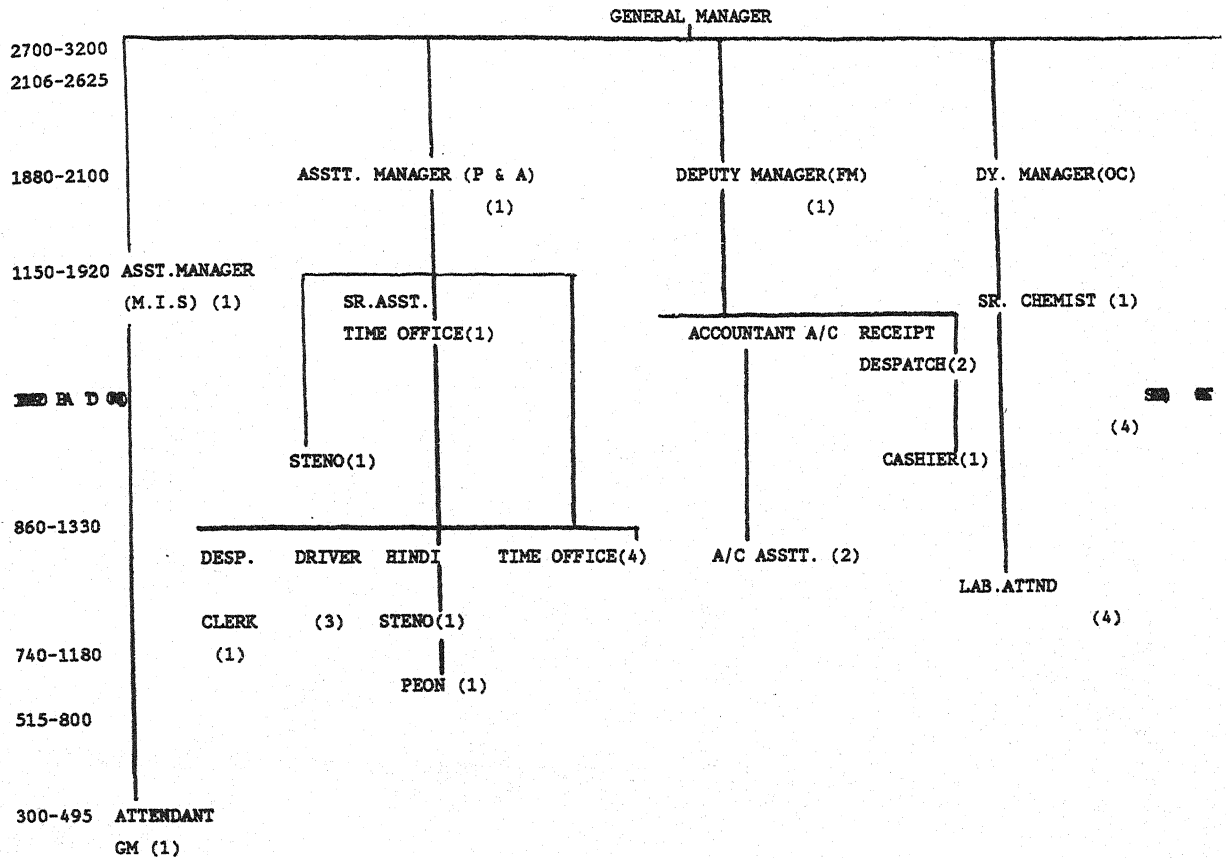 GENERAL MANAGER
2700-3200
2106-2625
1880-2100 ASSTT. MANAGER (P & A) DEPUTY MANAGER(FM) DY. MANAGER(OC)
(1) (1)
1150-1920 ASST.MANAGER
(M.I.S) (1) SR.ASST. SR. CHEMIST (1)
TIME OFFICE(1) ACCOUNTANT A/C RECEIPT
DESPATCH(2)
(4)
STENO(1) CASHIER(1)
860-1330
DESP. DRIVER HINDI TIME OFFICE(4) A/C ASSTT. (2)
LAB.ATTND
CLERK (3) STENO(1) (4)
740-1180 (1)
PEON (1)
515-800
300-495 ATTENDANT
GM (1)